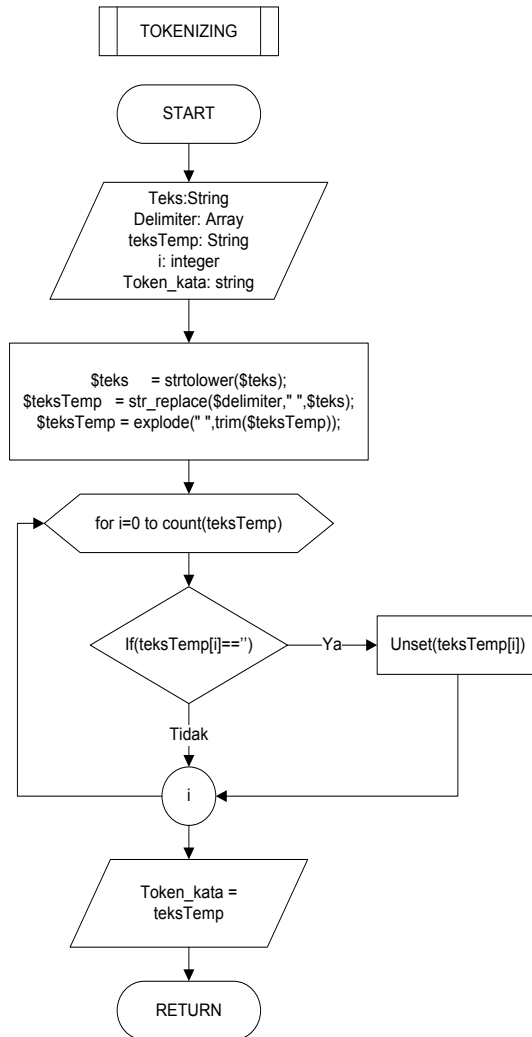 TOKENIZING
START
Teks:String
Delimiter: Array
teksTemp: String
i: integer
Token_kata: string
$teks = strtolower($teks);
$teksTemp = str_replace($delimiter," ",$teks);
$teksTemp = explode(" ",trim($teksTemp));
for i=0 to count(teksTemp)
If(teksTemp[i]=='')
Ya
Unset(teksTemp[i])
Tidak
i
Token_kata =
teksTemp
RETURN